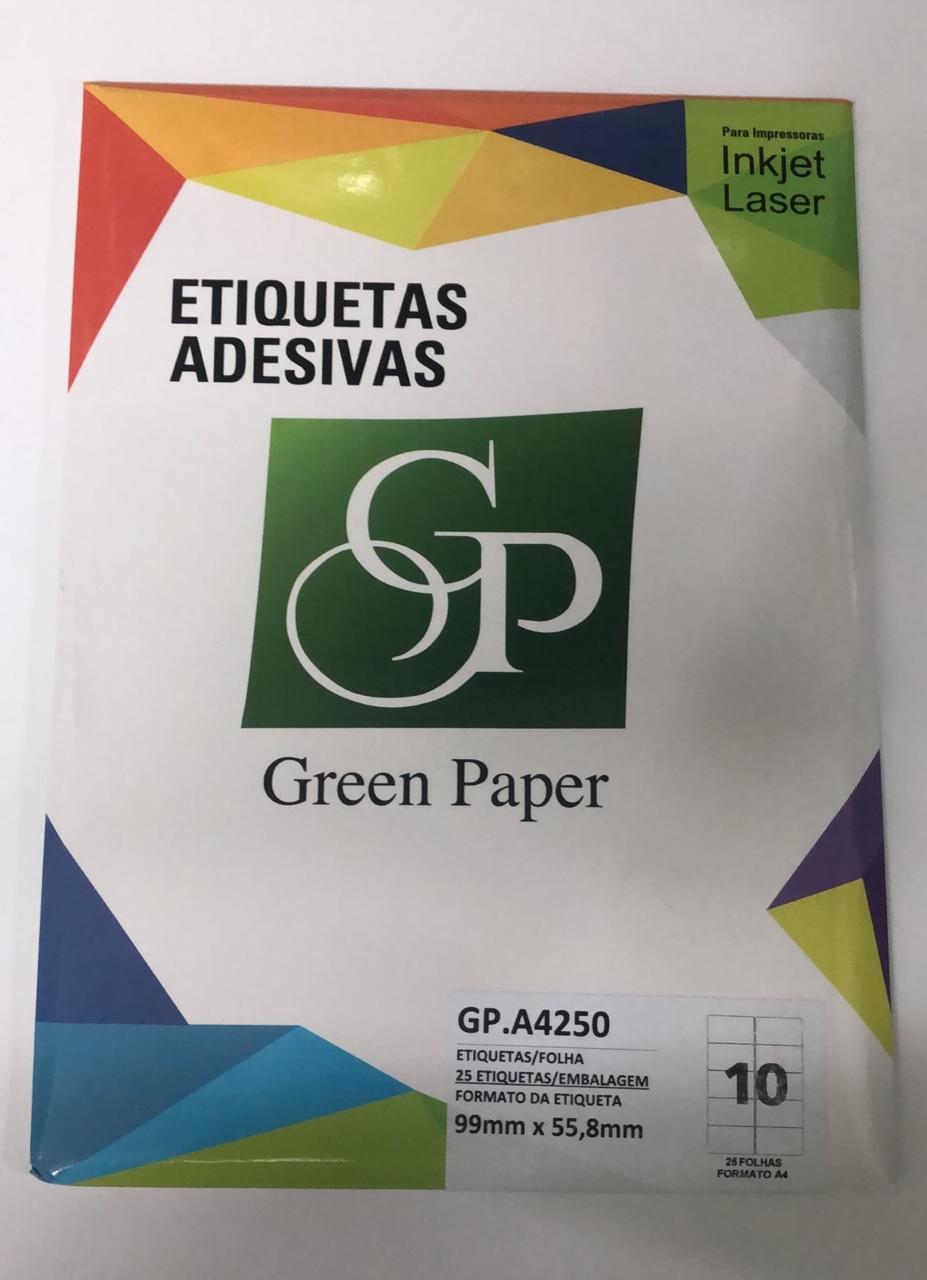 Para Impressoras
Inkjet
Laser
ETIQUETAS
ADESIVAS
GP
Green Paper
GP.A4250
ETIQUETAS/FOLHA
25 ETIQUETAS/EMBALAGEM
FORMATO DA ETIQUETA
99mm x 55,8mm
10
25 FOLHAS
FORMATO A4